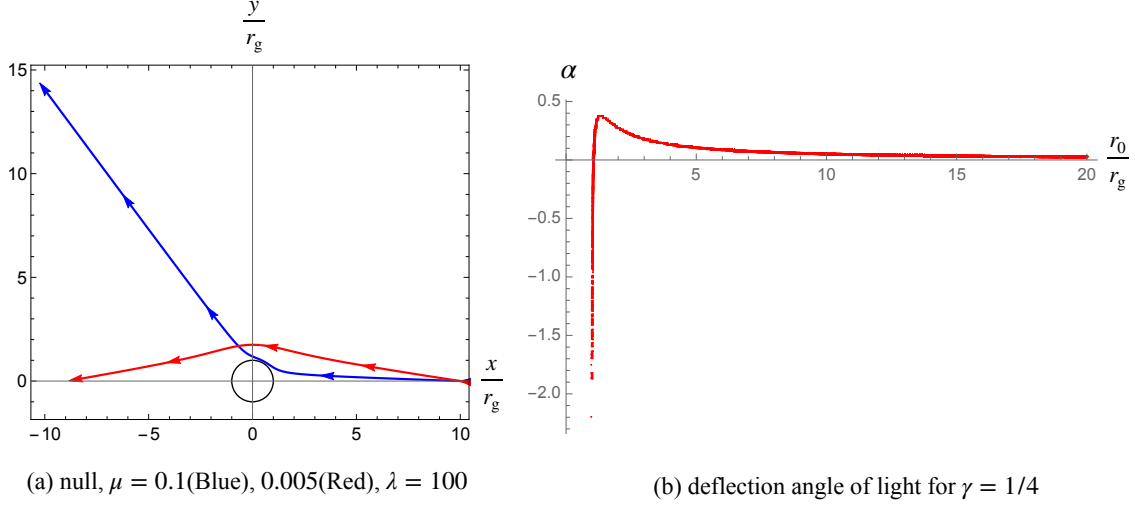 y
r_g
15
10
5
0
−10 −5 0 5 10
x
r_g
(a) null, μ = 0.1(Blue), 0.005(Red), λ = 100
α
0.5
−0.5
−1.0
−1.5
−2.0
5 10 15 20
r_0
r_g
(b) deflection angle of light for γ = 1/4